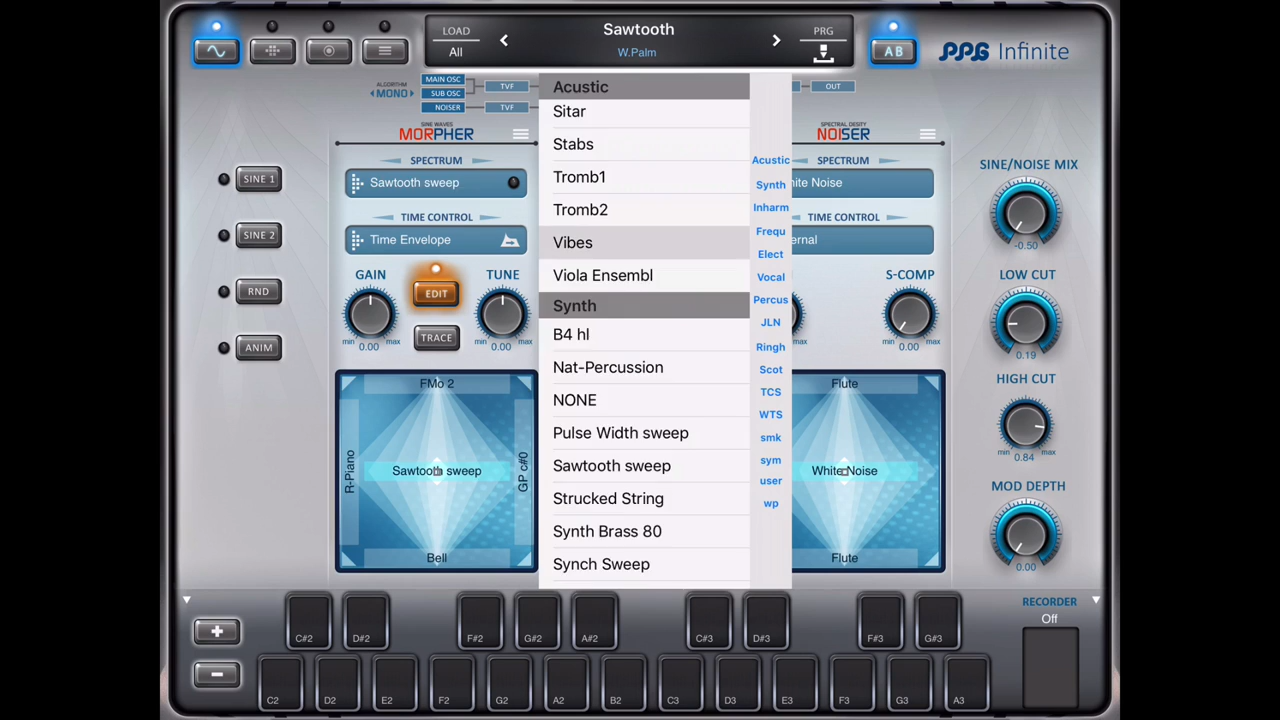 LOAD
All
Sawtooth
W.Palm
PRG
AB
PPG Infinite
ALGORITHM
MONO
MAIN OSC
SUB OSC
NOISER
TVF
TVF
OUT
SINE WAVES
MORPHER
SPECTRAL DESITY
NOISER
SPECTRUM
Sawtooth sweep
TIME CONTROL
Time Envelope
GAIN
EDIT
TUNE
TRACE
min
0.00
max
min
0.00
max
SINE 1
SINE 2
RND
ANIM
FMo 2
R-Piano
Sawtooth sweep
GP c#0
Bell
Acustic
Sitar
Stabs
Tromb1
Tromb2
Vibes
Viola Ensembl
Synth
B4 hl
Nat-Percussion
NONE
Pulse Width sweep
Sawtooth sweep
Strucked String
Synth Brass 80
Synch Sweep
Acustic
Synth
Inharm
Frequ
Elect
Vocal
Percus
JLN
Ringh
Scot
TCS
WTS
smk
sym
user
wp
SPECTRUM
ite Noise
TIME CONTROL
ernal
S-COMP
max
min
0.00
max
Flute
White Noise
Flute
SINE/NOISE MIX
-0.50
LOW CUT
0.19
HIGH CUT
min
0.84
max
MOD DEPTH
0.00
RECORDER
Off
+
-
C#2
D#2
F#2
G#2
A#2
C#3
D#3
F#3
G#3
C2
D2
E2
F2
G2
A2
B2
C3
D3
E3
F3
G3
A3